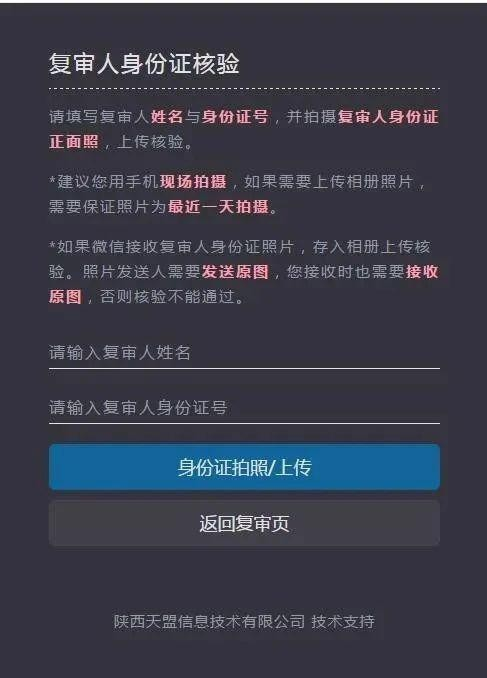 复审人身份证核验
请填写复审人姓名与身份证号，并拍摄复审人身份证
正面照，上传核验。
*建议您用手机现场拍摄，如果需要上传相册照片，
需要保证照片为最近一天拍摄。
*如果微信接收复审人身份证照片，存入相册上传核
验。照片发送人需要发送原图，您接收时也需要接收
原图，否则核验不能通过。
请输入复审人姓名
请输入复审人身份证号
身份证拍照/上传
返回复审页
陕西天盟信息技术有限公司 技术支持